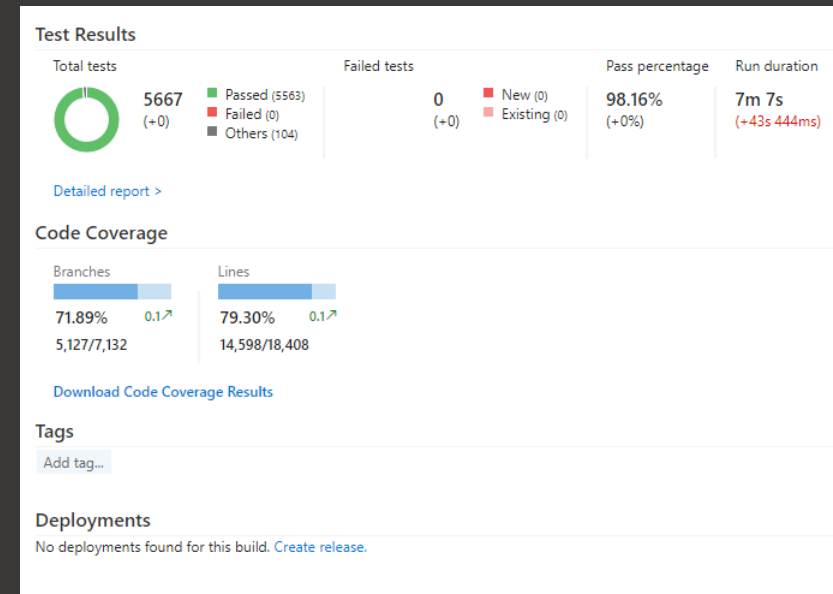 Test Results
Total tests
5667
(+0)
Passed (5563)
Failed (0)
Others (104)
Failed tests
0
(+0)
New (0)
Existing (0)
Pass percentage
98.16%
(+0%)
Run duration
7m 7s
(+43s 444ms)
Detailed report >
Code Coverage
Branches
71.89% 0.1↗
5,127/7,132
Lines
79.30% 0.1↗
14,598/18,408
Download Code Coverage Results
Tags
Add tag...
Deployments
No deployments found for this build. Create release.